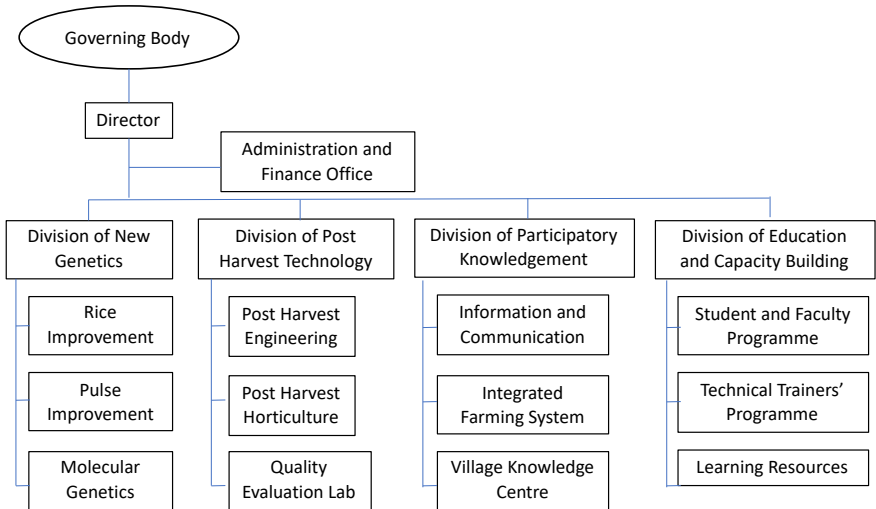 Governing Body
Director
Administration and
Finance Office
Division of New
Genetics
Division of Post
Harvest Technology
Division of Participatory
Knowledgement
Division of Education
and Capacity Building
Rice
Improvement
Pulse
Improvement
Molecular
Genetics
Post Harvest
Engineering
Post Harvest
Horticulture
Quality
Evaluation Lab
Information and
Communication
Integrated
Farming System
Village Knowledge
Centre
Student and Faculty
Programme
Technical Trainers’
Programme
Learning Resources